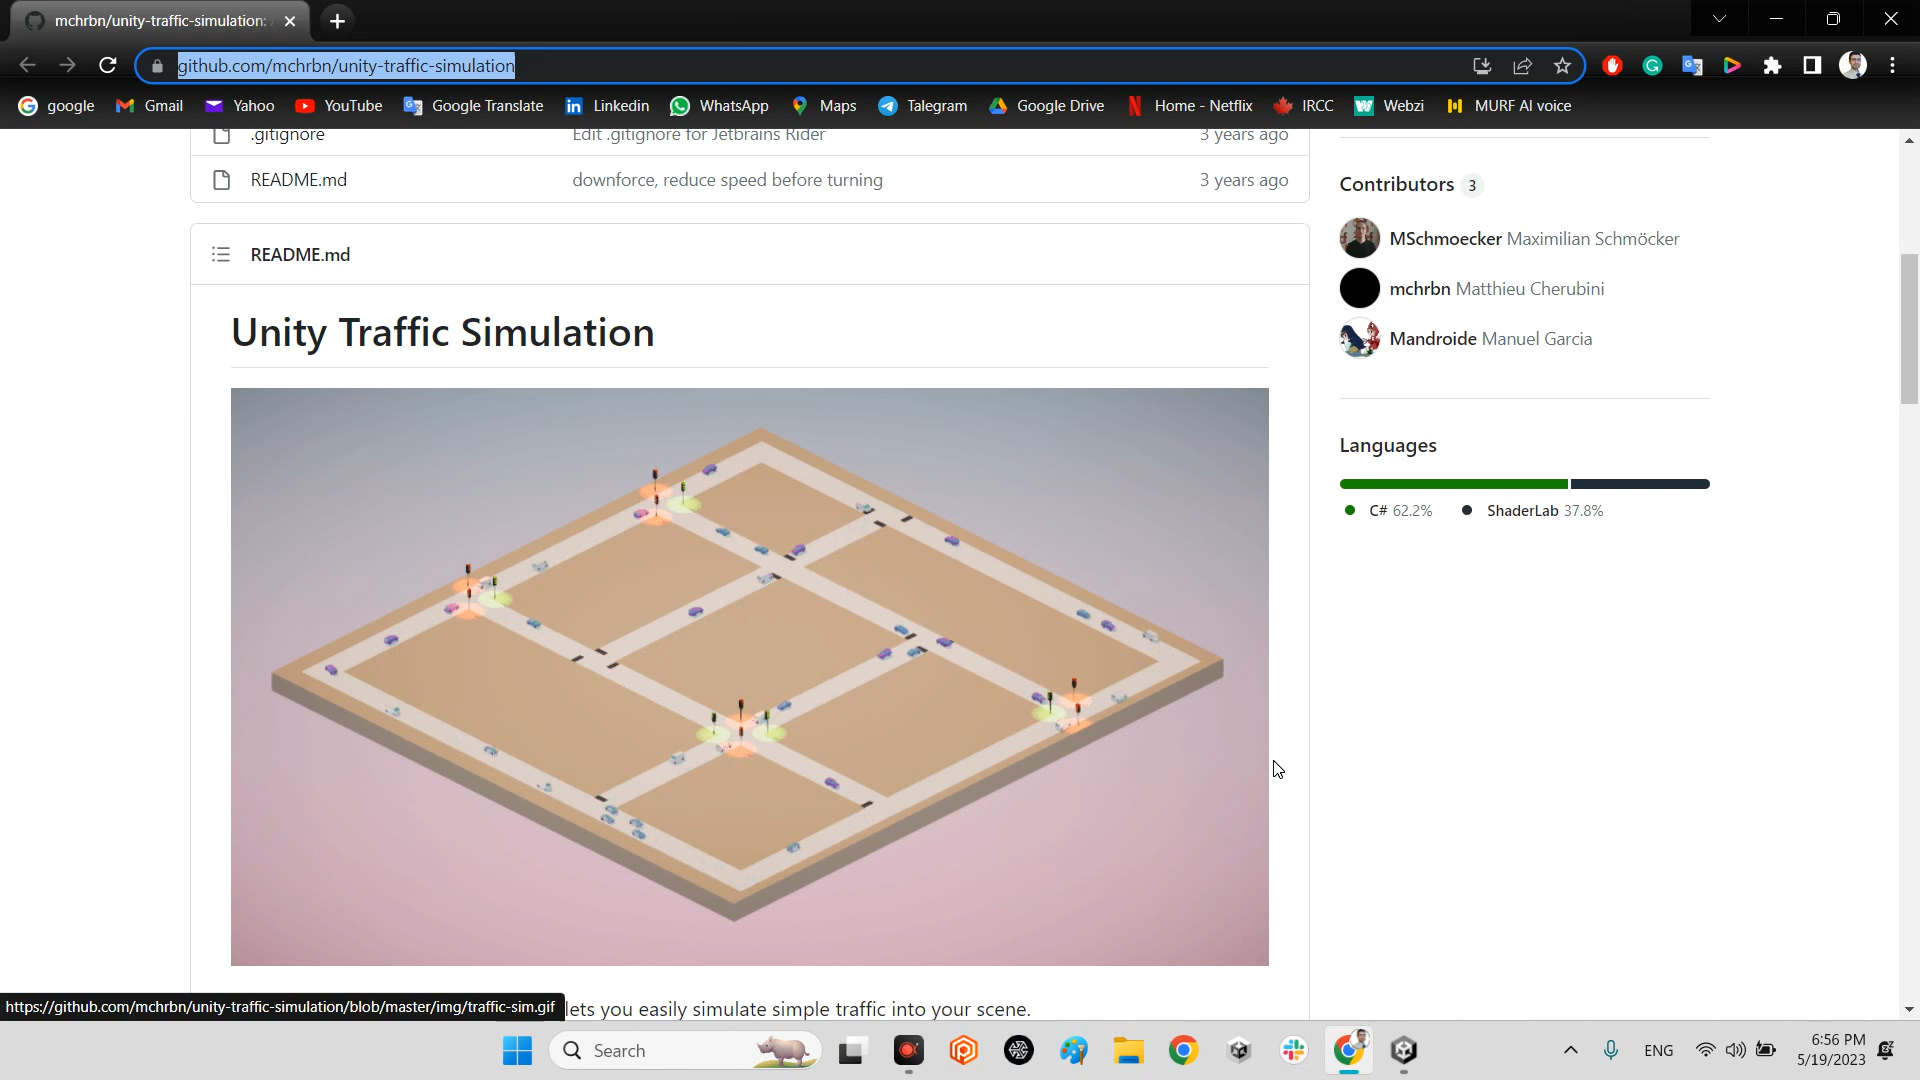 mchrbn/unity-traffic-simulation:
github.com/mchrbn/unity-traffic-simulation
google Gmail Yahoo YouTube Google Translate Linkedin WhatsApp Maps Telegram Google Drive Home - Netflix IRCC Webzi MURF AI voice
.gitignore Edit .gitignore for Jetbrains Rider 3 years ago
README.md downforce, reduce speed before turning 3 years ago
README.md
Unity Traffic Simulation
lets you easily simulate simple traffic into your scene.
Contributors 3
MSchmoecker Maximilian Schmöcker
mchrbn Matthieu Cherubini
Mandroide Manuel Garcia
Languages
C# 62.2% ShaderLab 37.8%
https://github.com/mchrbn/unity-traffic-simulation/blob/master/img/traffic-sim.gif
Search
ENG
6:56 PM
5/19/2023